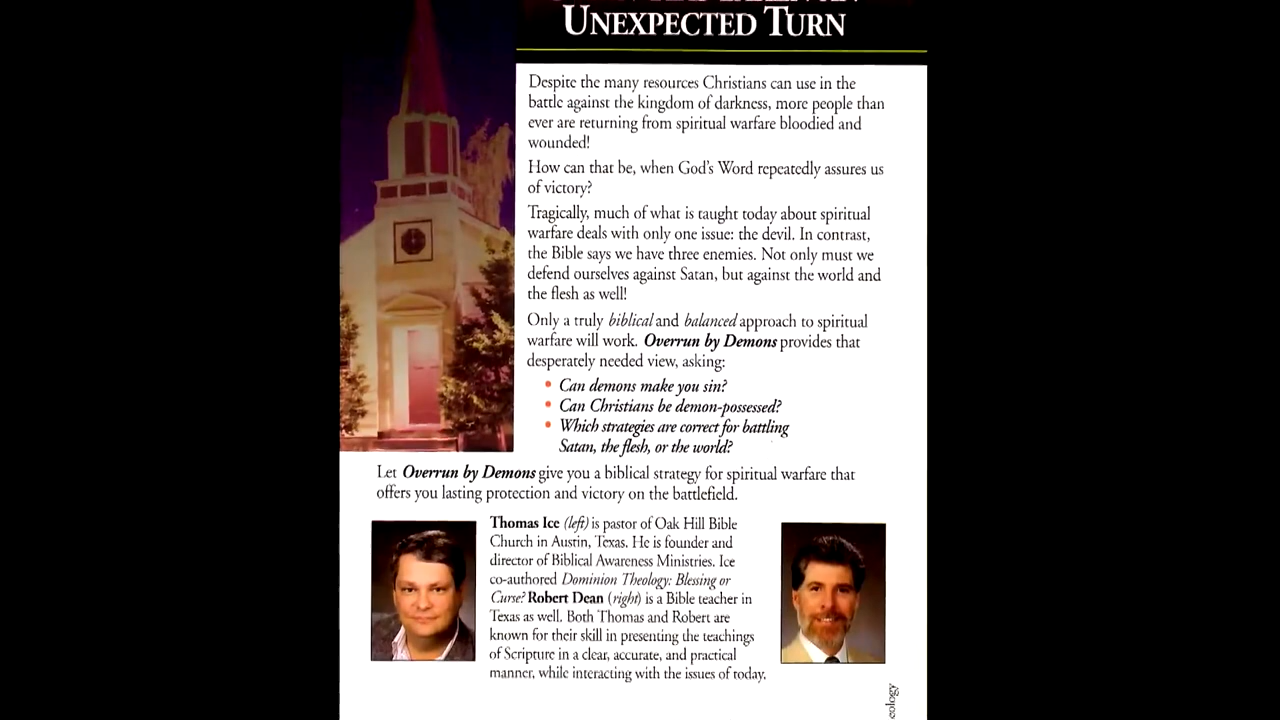 UNEXPECTED TURN
Despite the many resources Christians can use in the
battle against the kingdom of darkness, more people than
ever are returning from spiritual warfare bloodied and
wounded!
How can that be, when God's Word repeatedly assures us
of victory?
Tragically, much of what is taught today about spiritual
warfare deals with only one issue: the devil. In contrast,
the Bible says we have three enemies. Not only must we
defend ourselves against Satan, but against the world and
the flesh as well!
Only a truly biblical and balanced approach to spiritual
warfare will work. Overrun by Demons provides that
desperately needed view, asking:
• Can demons make you sin?
• Can Christians be demon-possessed?
• Which strategies are correct for battling
Satan, the flesh, or the world?
Let Overrun by Demons give you a biblical strategy for spiritual warfare that
offers you lasting protection and victory on the battlefield.
Thomas Ice (left) is pastor of Oak Hill Bible
Church in Austin, Texas. He is founder and
director of Biblical Awareness Ministries. Ice
co-authored Dominion Theology: Blessing or
Curse? Robert Dean (right) is a Bible teacher in
Texas as well. Both Thomas and Robert are
known for their skill in presenting the teachings
of Scripture in a clear, accurate, and practical
manner, while interacting with the issues of today.